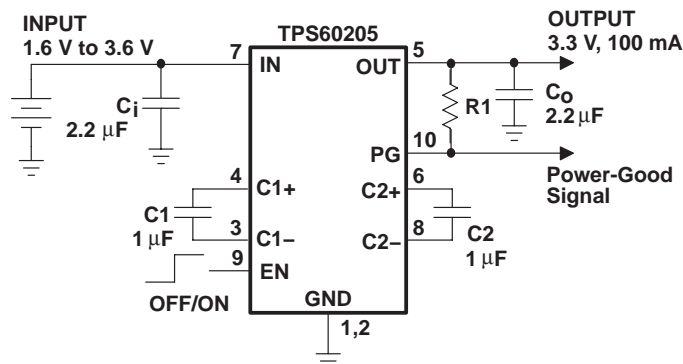 INPUT
1.6 V to 3.6 V
TPS60205
OUTPUT
3.3 V, 100 mA
7
IN
5
OUT
Ci
2.2 μF
R1
Co
2.2 μF
10
PG
Power-Good
Signal
4
C1+
6
C2+
C1
1 μF
3
C1−
8
C2−
C2
1 μF
9
EN
OFF/ON
GND
1,2